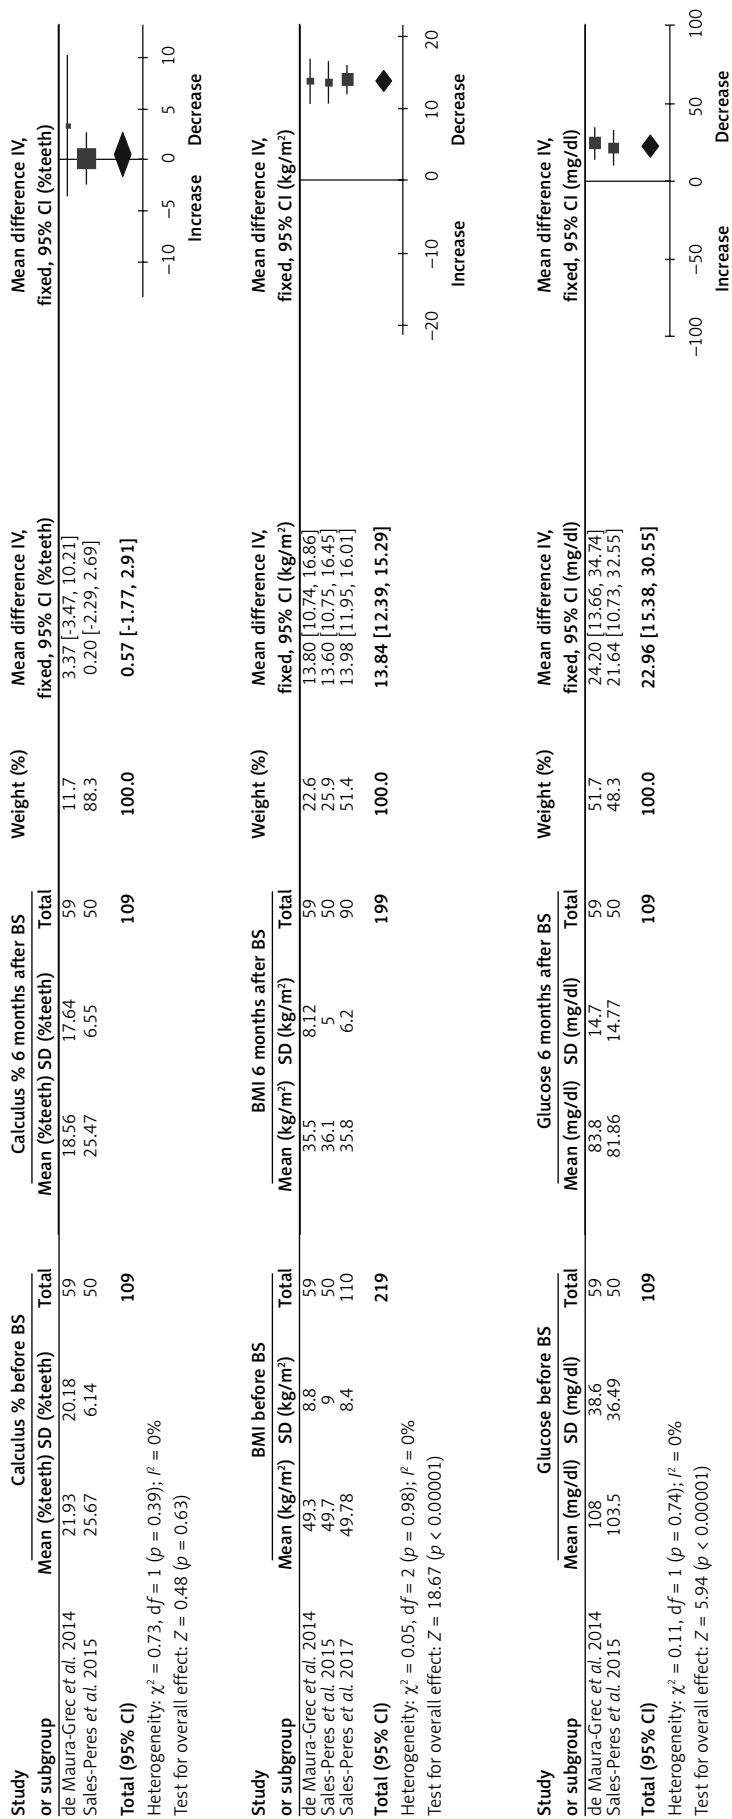 Study Calculus % before BS Calculus % 6 months after BS Weight (%) Mean difference IV, Mean difference IV,
or subgroup Mean (%teeth) SD (%teeth) Total Mean (%teeth) SD (%teeth) Total fixed, 95% CI (%teeth) fixed, 95% CI (%teeth)
de Maura-Grec et al. 2014 21.93 20.18 59 18.56 17.64 59 11.7 3.37 [-3.47, 10.21]
Sales-Peres et al. 2015 25.67 6.14 50 25.47 6.55 50 88.3 0.20 [-2.29, 2.69]
Total (95% CI) 109 109 100.0 0.57 [-1.77, 2.91]
Heterogeneity: χ² = 0.73, df = 1 (p = 0.39); I² = 0%
Test for overall effect: Z = 0.48 (p = 0.63)
−10 −5 0 5 10
Increase Decrease
Study BMI before BS BMI 6 months after BS Weight (%) Mean difference IV, Mean difference IV,
or subgroup Mean (kg/m²) SD (kg/m²) Total Mean (kg/m²) SD (kg/m²) Total fixed, 95% CI (kg/m²) fixed, 95% CI (kg/m²)
de Maura-Grec et al. 2014 49.3 8.8 59 35.5 8.12 59 22.6 13.80 [10.74, 16.86]
Sales-Peres et al. 2015 49.7 9 50 36.1 5 50 25.9 13.60 [10.75, 16.45]
Sales-Peres et al. 2017 49.78 8.4 110 35.8 6.2 90 51.4 13.98 [11.95, 16.01]
Total (95% CI) 219 199 100.0 13.84 [12.39, 15.29]
Heterogeneity: χ² = 0.05, df = 2 (p = 0.98); I² = 0%
Test for overall effect: Z = 18.67 (p < 0.00001)
−20 −10 0 10 20
Increase Decrease
Study Glucose before BS Glucose 6 months after BS Weight (%) Mean difference IV, Mean difference IV,
or subgroup Mean (mg/dl) SD (mg/dl) Total Mean (mg/dl) SD (mg/dl) Total fixed, 95% CI (mg/dl) fixed, 95% CI (mg/dl)
de Maura-Grec et al. 2014 108 38.6 59 83.8 14.7 59 51.7 24.20 [13.66, 34.74]
Sales-Peres et al. 2015 103.5 36.49 50 81.86 14.77 50 48.3 21.64 [10.73, 32.55]
Total (95% CI) 109 109 100.0 22.96 [15.38, 30.55]
Heterogeneity: χ² = 0.11, df = 1 (p = 0.74); I² = 0%
Test for overall effect: Z = 5.94 (p < 0.00001)
−100 −50 0 50 100
Increase Decrease